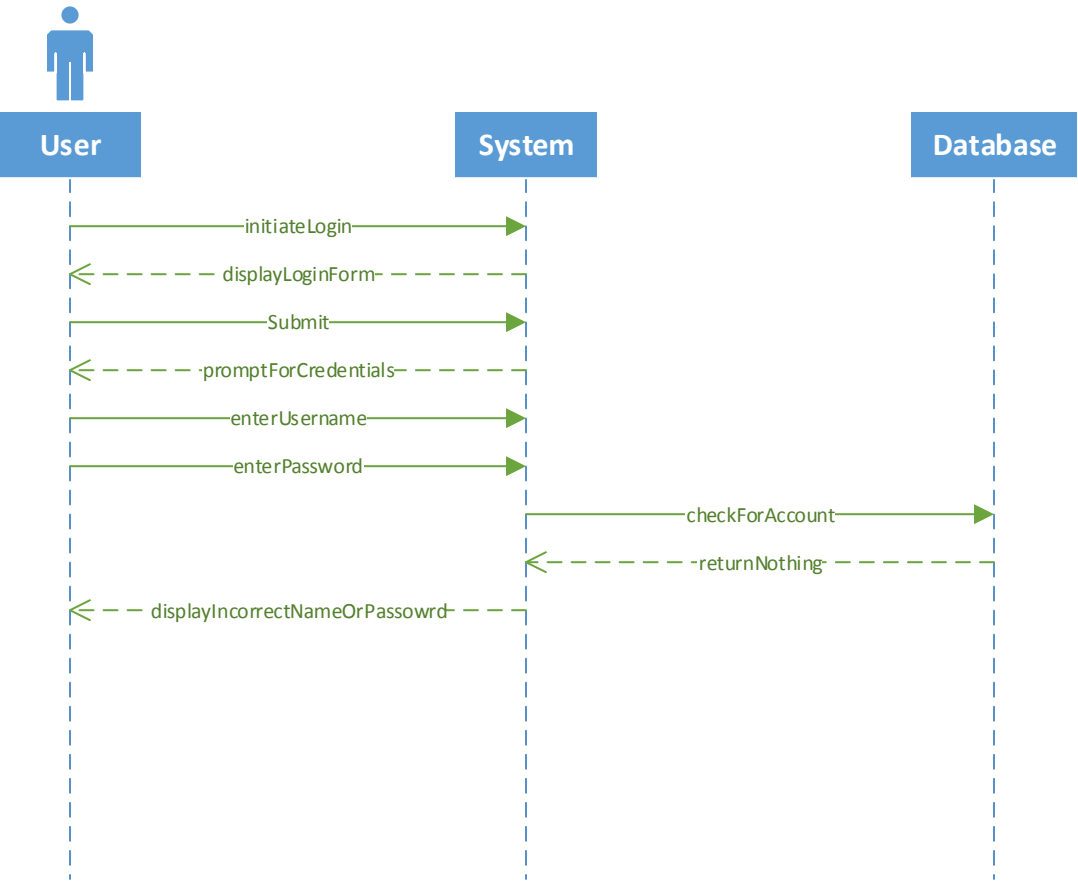 User
System
Database
initiateLogin
displayLoginForm
Submit
promptForCredentials
enterUsername
enterPassword
checkForAccount
returnNothing
displayIncorrectNameOrPassowrd